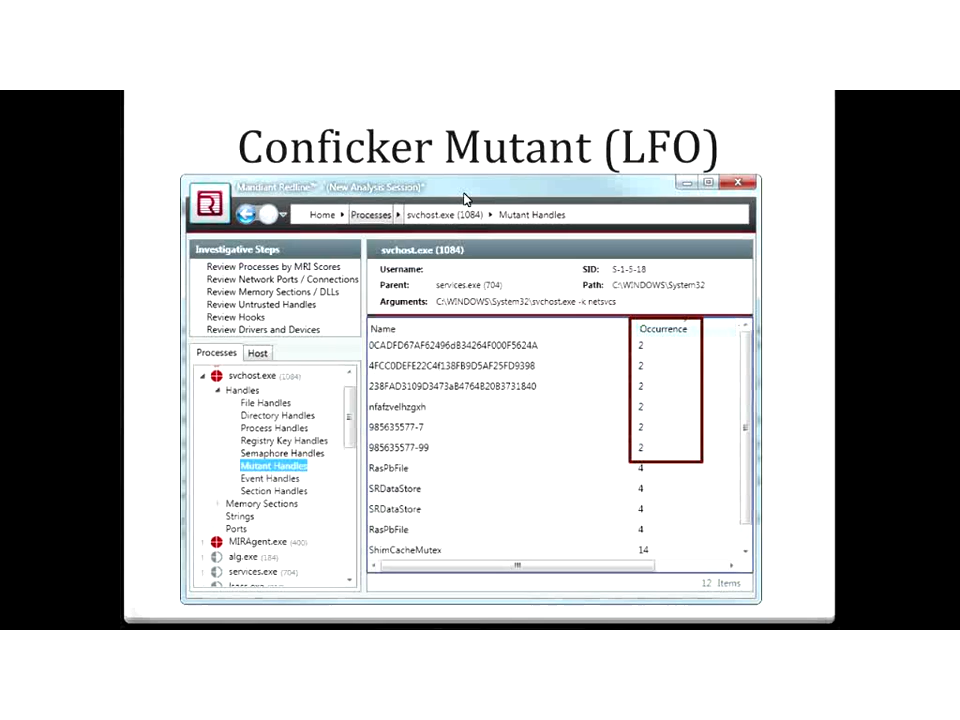 Conficker Mutant (LFO)
Mandiant Redline™ - (New Analysis Session)*
Home Processes svchost.exe (1084) Mutant Handles
Investigative Steps
Review Processes by MRI Scores
Review Network Ports / Connections
Review Memory Sections / DLLs
Review Untrusted Handles
Review Hooks
Review Drivers and Devices
Processes Host
svchost.exe (1084)
Handles
File Handles
Directory Handles
Process Handles
Registry Key Handles
Semaphore Handles
Mutant Handles
Event Handles
Section Handles
Memory Sections
Strings
Ports
MIRAgent.exe (400)
alg.exe (184)
services.exe (704)
svchost.exe (1084)
Username: SID: S-1-5-18
Parent: services.exe (704) Path: C:\WINDOWS\System32
Arguments: C:\WINDOWS\System32\svchost.exe -k netsvcs
Name Occurrence
0CADFD67AF62496dB34264F000F5624A 2
4FCC0DEFE22C4f138FB9D5AF25FD9398 2
238FAD3109D3473aB4764B20B3731840 2
nfafzvelhzgxh 2
985635577-7 2
985635577-99 2
RasPbFile 4
SRDataStore 4
SRDataStore 4
RasPbFile 4
ShimCacheMutex 14
12 Items